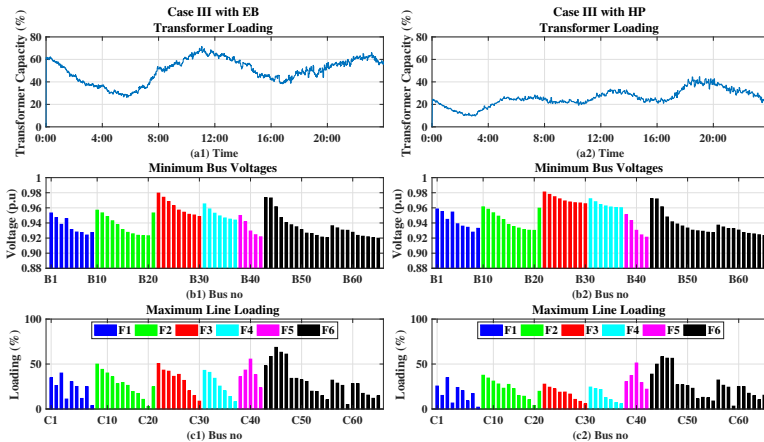 Case III with EB
Transformer Loading
Transformer Capacity (%)
80
60
40
20
0
0:00 4:00 8:00 12:00 16:00 20:00
(a1) Time
Minimum Bus Voltages
Voltage (p.u)
1
0.98
0.96
0.94
0.92
0.88
B1 B10 B20 B30 B40 B50 B60
(b1) Bus no
Maximum Line Loading
Loading (%)
100
50
0
F1 F2 F3 F4 F5 F6
C1 C10 C20 C30 C40 C50 C60
(c1) Bus no
Case III with HP
Transformer Loading
Transformer Capacity (%)
80
60
40
20
0
0:00 4:00 8:00 12:00 16:00 20:00
(a2) Time
Minimum Bus Voltages
Voltage (p.u)
1
0.98
0.96
0.94
0.92
0.88
B1 B10 B20 B30 B40 B50 B60
(b2) Bus no
Maximum Line Loading
Loading (%)
100
50
0
F1 F2 F3 F4 F5 F6
C1 C10 C20 C30 C40 C50 C60
(c2) Bus no